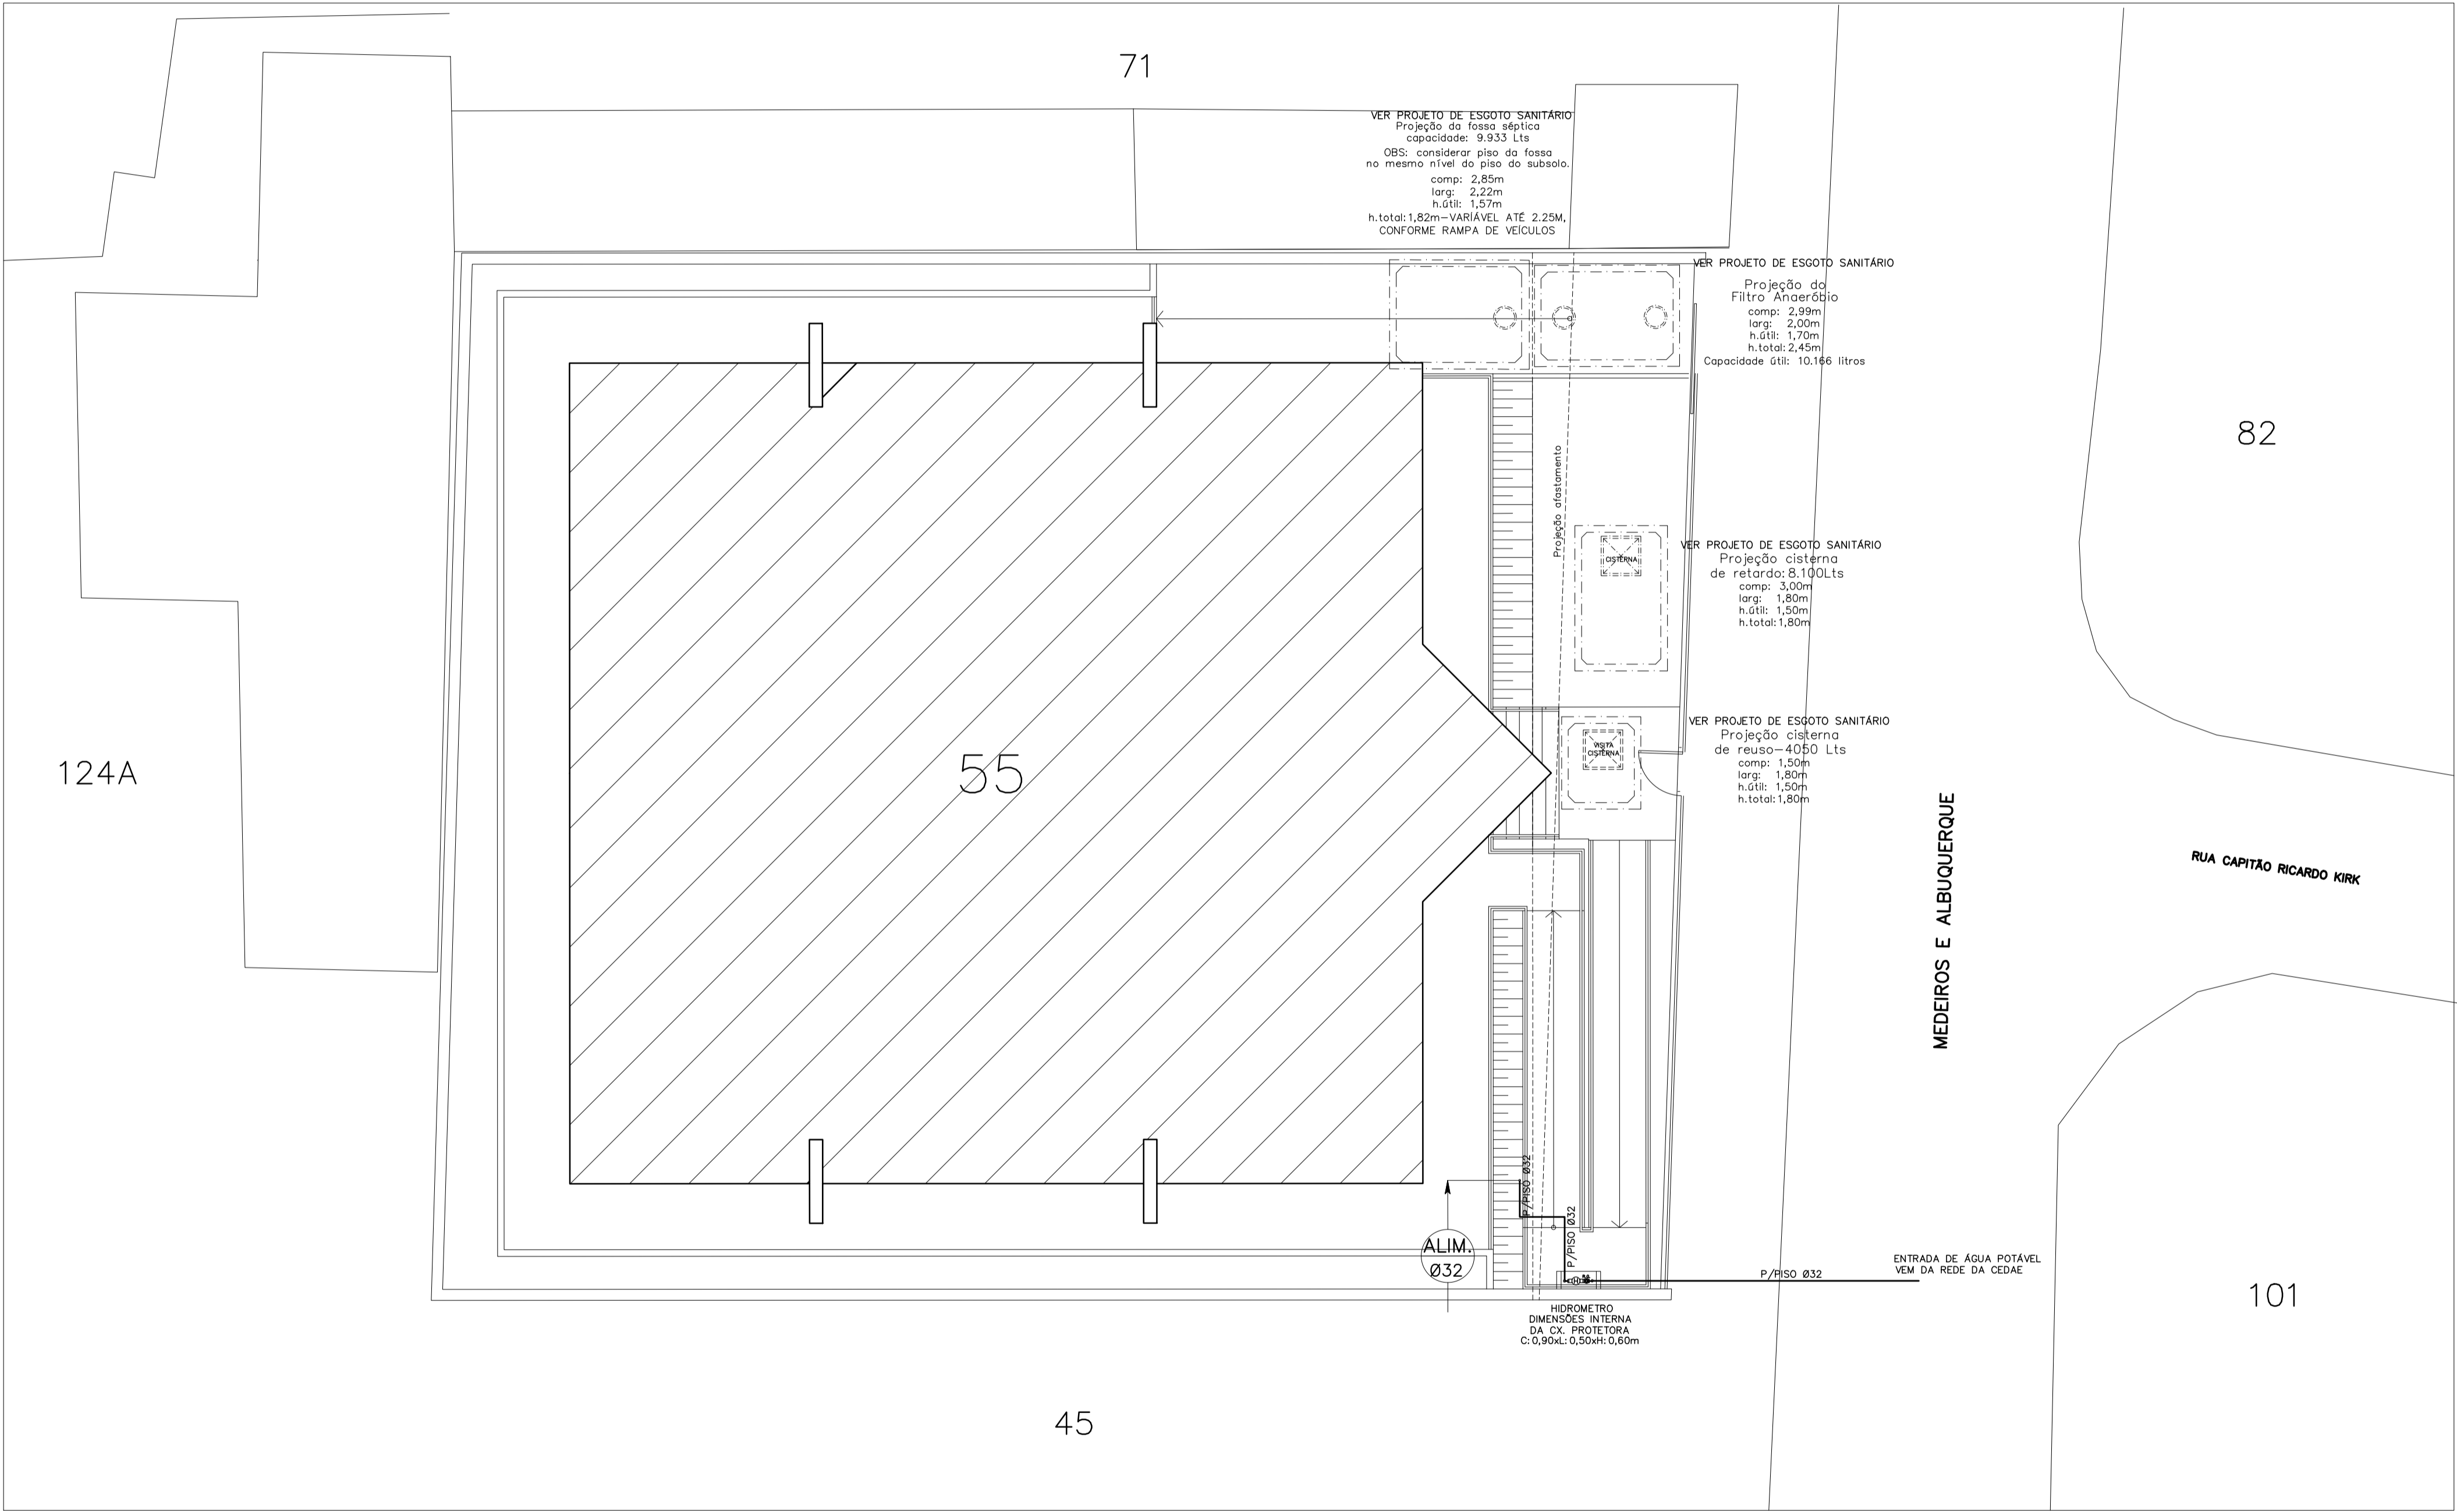 71
VER PROJETO DE ESGOTO SANITÁRIO
Projeção da fossa séptica
capacidade: 9.933 Lts
OBS: considerar piso da fossa
no mesmo nível do piso do subsolo.
comp: 2,85m
larg: 2,22m
h.útil: 1,57m
h.total:1,82m-VARÍÁVEL ATÉ 2.25M,
CONFORME RAMPA DE VEÍCULOS
VER PROJETO DE ESGOTO SANITÁRIO
Projeção do
Filtro Anaeróbio
comp: 2,99m
larg: 2,00m
h.útil: 1,70m
h.total:2,45m
Capacidade útil: 10.166 litros
82
Projeção afastamento
CISTERNA
VER PROJETO DE ESGOTO SANITÁRIO
Projeção cisterna
de retardo:8.100Lts
comp: 3,00m
larg: 1,80m
h.útil: 1,50m
h.total:1,80m
VISITA
CISTERNA
VER PROJETO DE ESGOTO SANITÁRIO
Projeção cisterna
de reuso-4050 Lts
comp: 1,50m
larg: 1,80m
h.útil: 1,50m
h.total:1,80m
124A
55
MEDEIROS E ALBUQUERQUE
RUA CAPITÃO RICARDO KIRK
P/PISO Ø32
P/PISO Ø32
ALIM.
Ø32
P/PISO Ø32
ENTRADA DE ÁGUA POTÁVEL
VEM DA REDE DA CEDAE
101
HIDROMETRO
DIMENSÕES INTERNA
DA CX. PROTETORA
C:0,90xL:0,50xH:0,60m
45